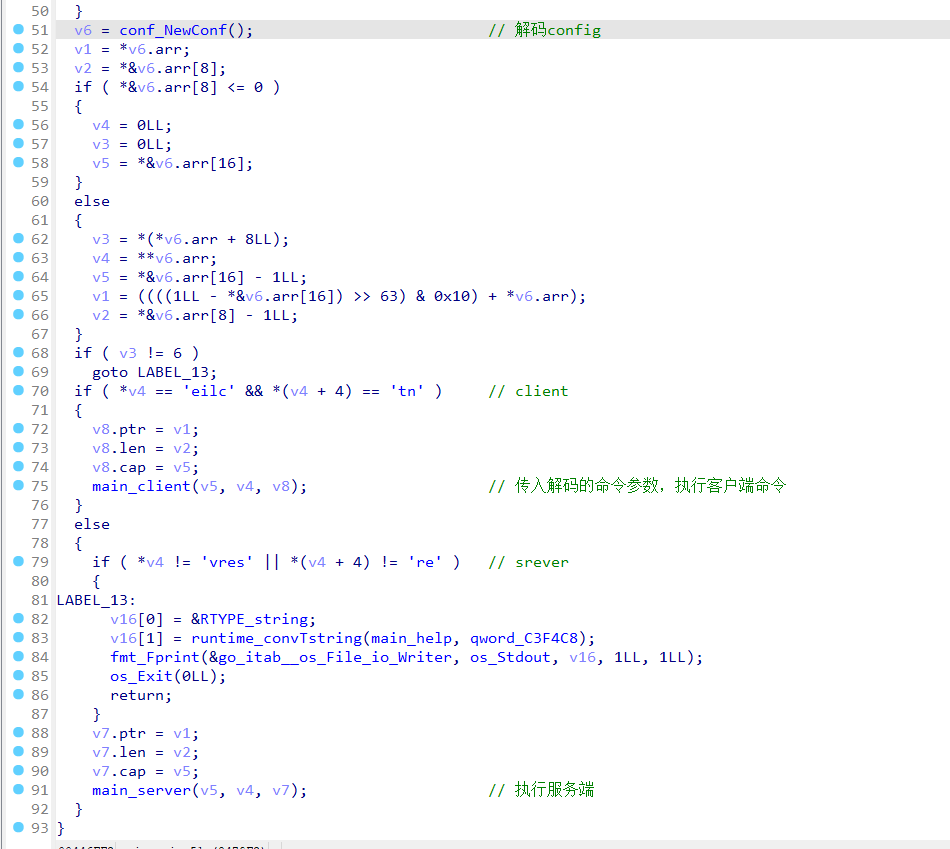 50 }
51 v6 = conf_NewConf(); // 解码config
52 v1 = *v6.arr;
53 v2 = *&v6.arr[8];
54 if ( *&v6.arr[8] <= 0 )
55 {
56 v4 = 0LL;
57 v3 = 0LL;
58 v5 = *&v6.arr[16];
59 }
60 else
61 {
62 v3 = *(*v6.arr + 8LL);
63 v4 = **v6.arr;
64 v5 = *&v6.arr[16] - 1LL;
65 v1 = ((((1LL - *&v6.arr[16]) >> 63) & 0x10) + *v6.arr);
66 v2 = *&v6.arr[8] - 1LL;
67 }
68 if ( v3 != 6 )
69 goto LABEL_13;
70 if ( *v4 == 'eilc' && *(v4 + 4) == 'tn' ) // client
71 {
72 v8.ptr = v1;
73 v8.len = v2;
74 v8.cap = v5;
75 main_client(v5, v4, v8); // 传入解码的命令参数，执行客户端命令
76 }
77 else
78 {
79 if ( *v4 != 'vres' || *(v4 + 4) != 're' ) // srever
80 {
81 LABEL_13:
82 v16[0] = &RTYPE_string;
83 v16[1] = runtime_convTstring(main_help, qword_C3F4C8);
84 fmt_Fprint(&go_itab__os_File_io_Writer, os_Stdout, v16, 1LL, 1LL);
85 os_Exit(0LL);
86 return;
87 }
88 v7.ptr = v1;
89 v7.len = v2;
90 v7.cap = v5;
91 main_server(v5, v4, v7); // 执行服务端
92 }
93 }